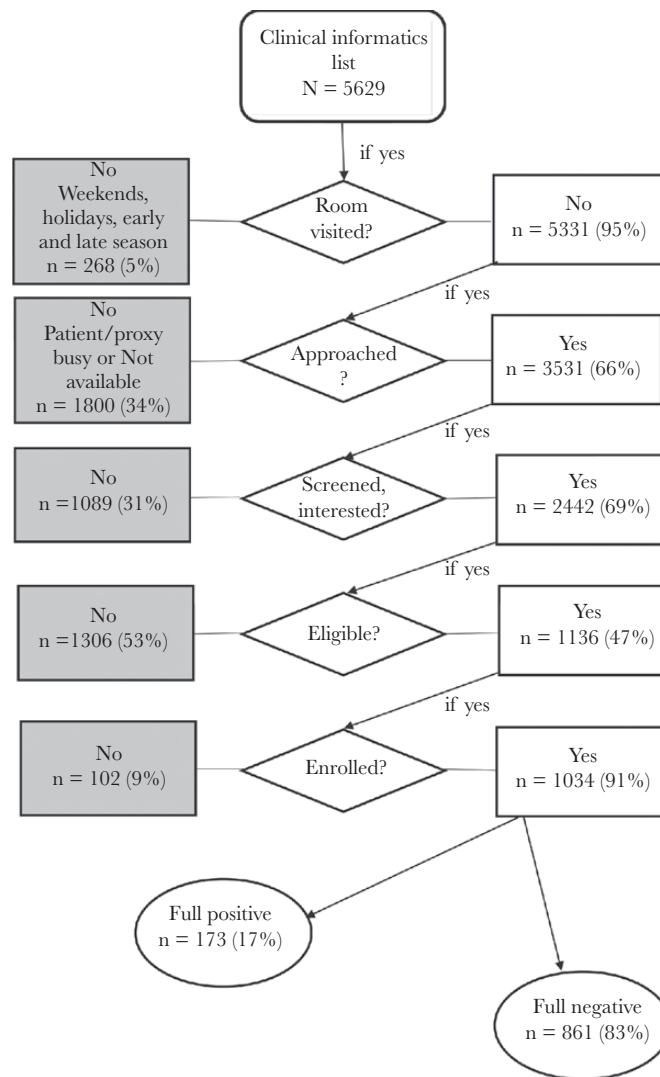 Clinical informatics
list
N = 5629
if yes
No
Weekends,
holidays, early
and late season
n = 268 (5%)
Room
visited?
No
n = 5331 (95%)
if yes
No
Patient/proxy
busy or Not
available
n = 1800 (34%)
Approached
?
Yes
n = 3531 (66%)
if yes
No
n =1089 (31%)
Screened,
interested?
Yes
n = 2442 (69%)
if yes
No
n =1306 (53%)
Eligible?
Yes
n = 1136 (47%)
if yes
No
n = 102 (9%)
Enrolled?
Yes
n = 1034 (91%)
Full positive
n = 173 (17%)
Full negative
n = 861 (83%)